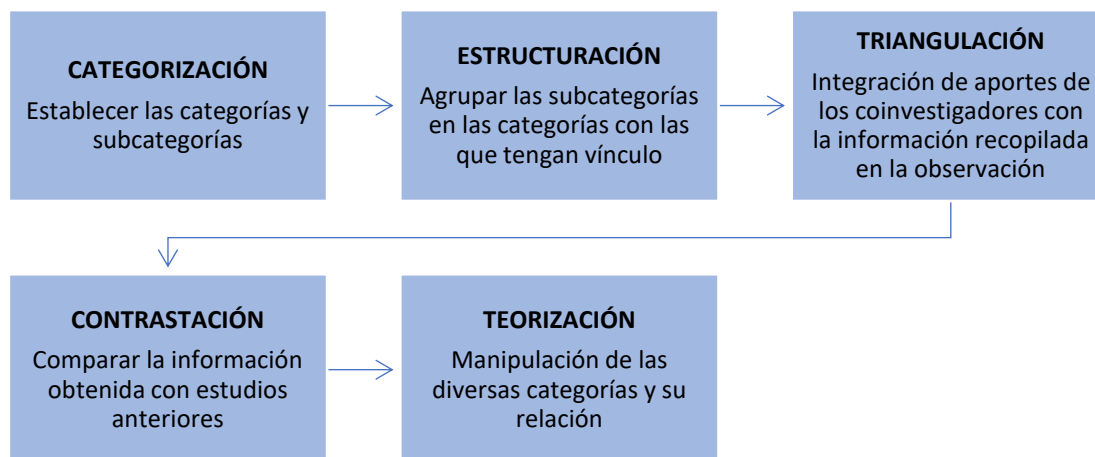 CATEGORIZACIÓN
Establecer las categorías y
subcategorías
ESTRUCTURACIÓN
Agrupar las subcategorías
en las categorías con las
que tengan vínculo
TRIANGULACIÓN
Integración de aportes de
los coinvestigadores con
la información recopilada
en la observación
CONTRASTACIÓN
Comparar la información
obtenida con estudios
anteriores
TEORIZACIÓN
Manipulación de las
diversas categorías y su
relación